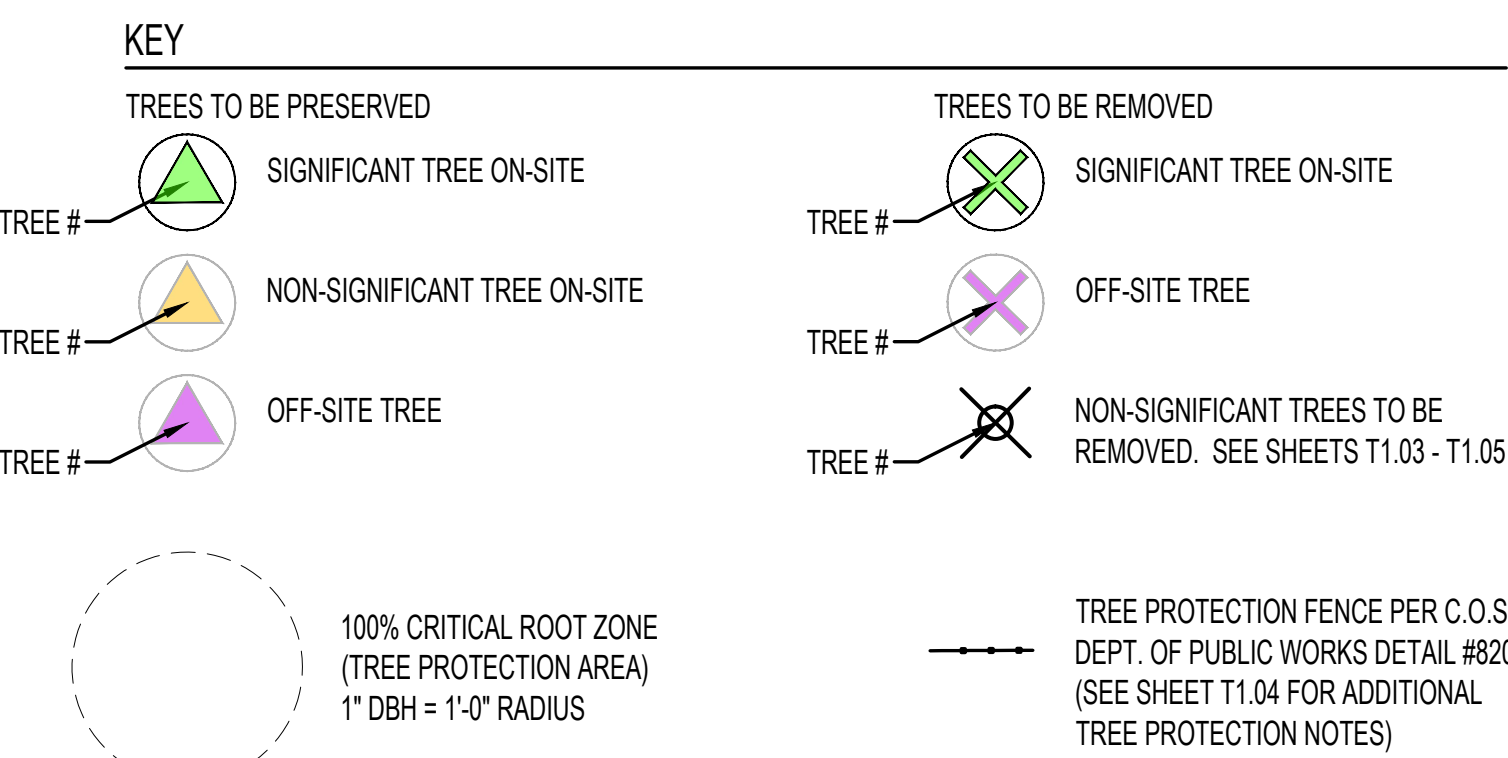 KEY
TREES TO BE PRESERVED
SIGNIFICANT TREE ON-SITE
TREE #
NON-SIGNIFICANT TREE ON-SITE
TREE #
OFF-SITE TREE
TREE #
100% CRITICAL ROOT ZONE
(TREE PROTECTION AREA)
1" DBH = 1'-0" RADIUS
TREES TO BE REMOVED
SIGNIFICANT TREE ON-SITE
TREE #
OFF-SITE TREE
TREE #
NON-SIGNIFICANT TREES TO BE
REMOVED. SEE SHEETS T1.03 - T1.05
TREE #
TREE PROTECTION FENCE PER C.O.S
DEPT. OF PUBLIC WORKS DETAIL #820
(SEE SHEET T1.04 FOR ADDITIONAL
TREE PROTECTION NOTES)